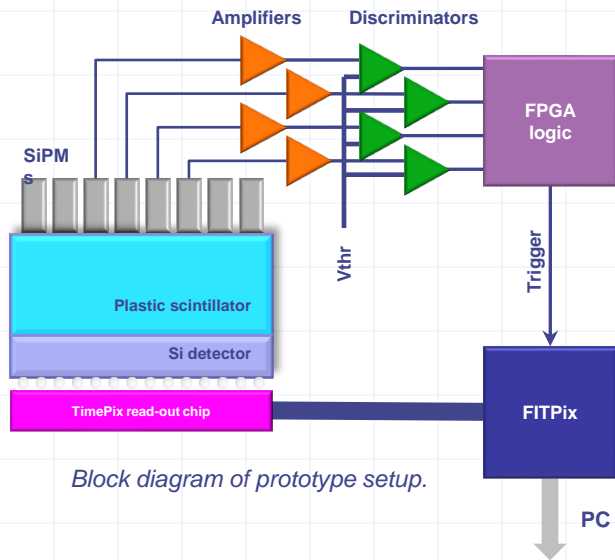 Amplifiers
Discriminators
FPGA
logic
SiPM
s
Vthr
Trigger
Plastic scintillator
Si detector
TimePix read-out chip
FITPix
Block diagram of prototype setup.
PC